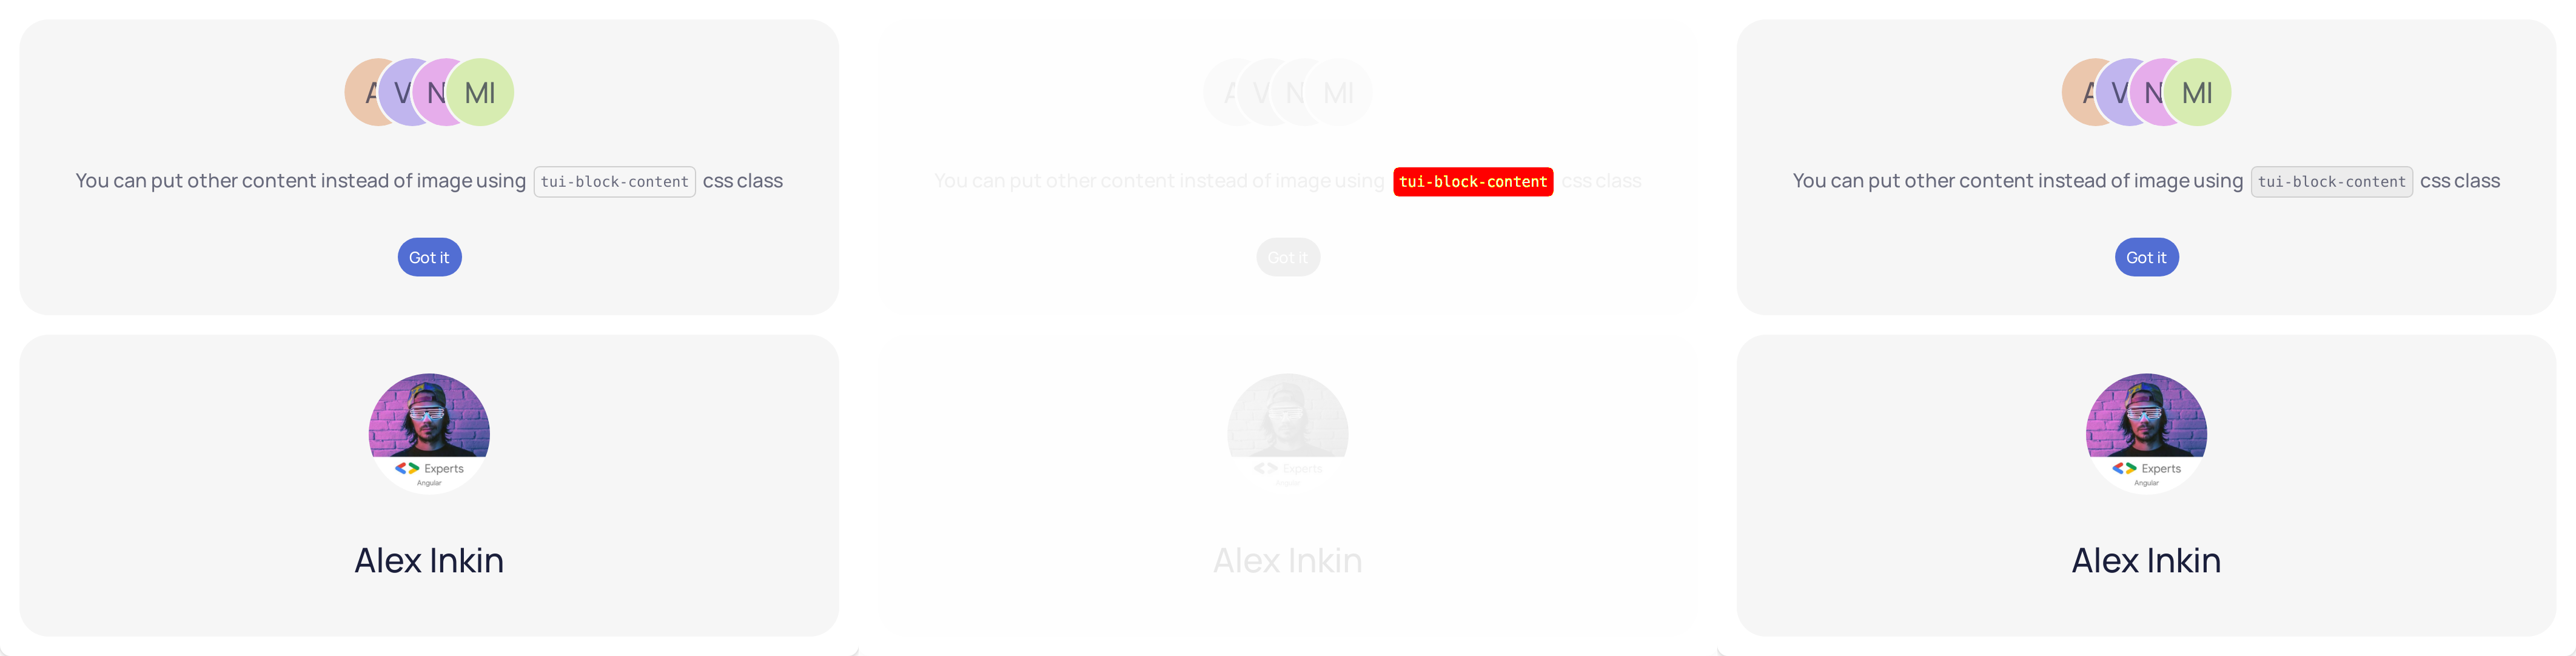 A V N MI
You can put other content instead of image using tui-block-content css class
Got it
Experts
Angular
Alex Inkin
A V N MI
You can put other content instead of image using tui-block-content css class
Got it
Experts
Angular
Alex Inkin
A V N MI
You can put other content instead of image using tui-block-content css class
Got it
Experts
Angular
Alex Inkin